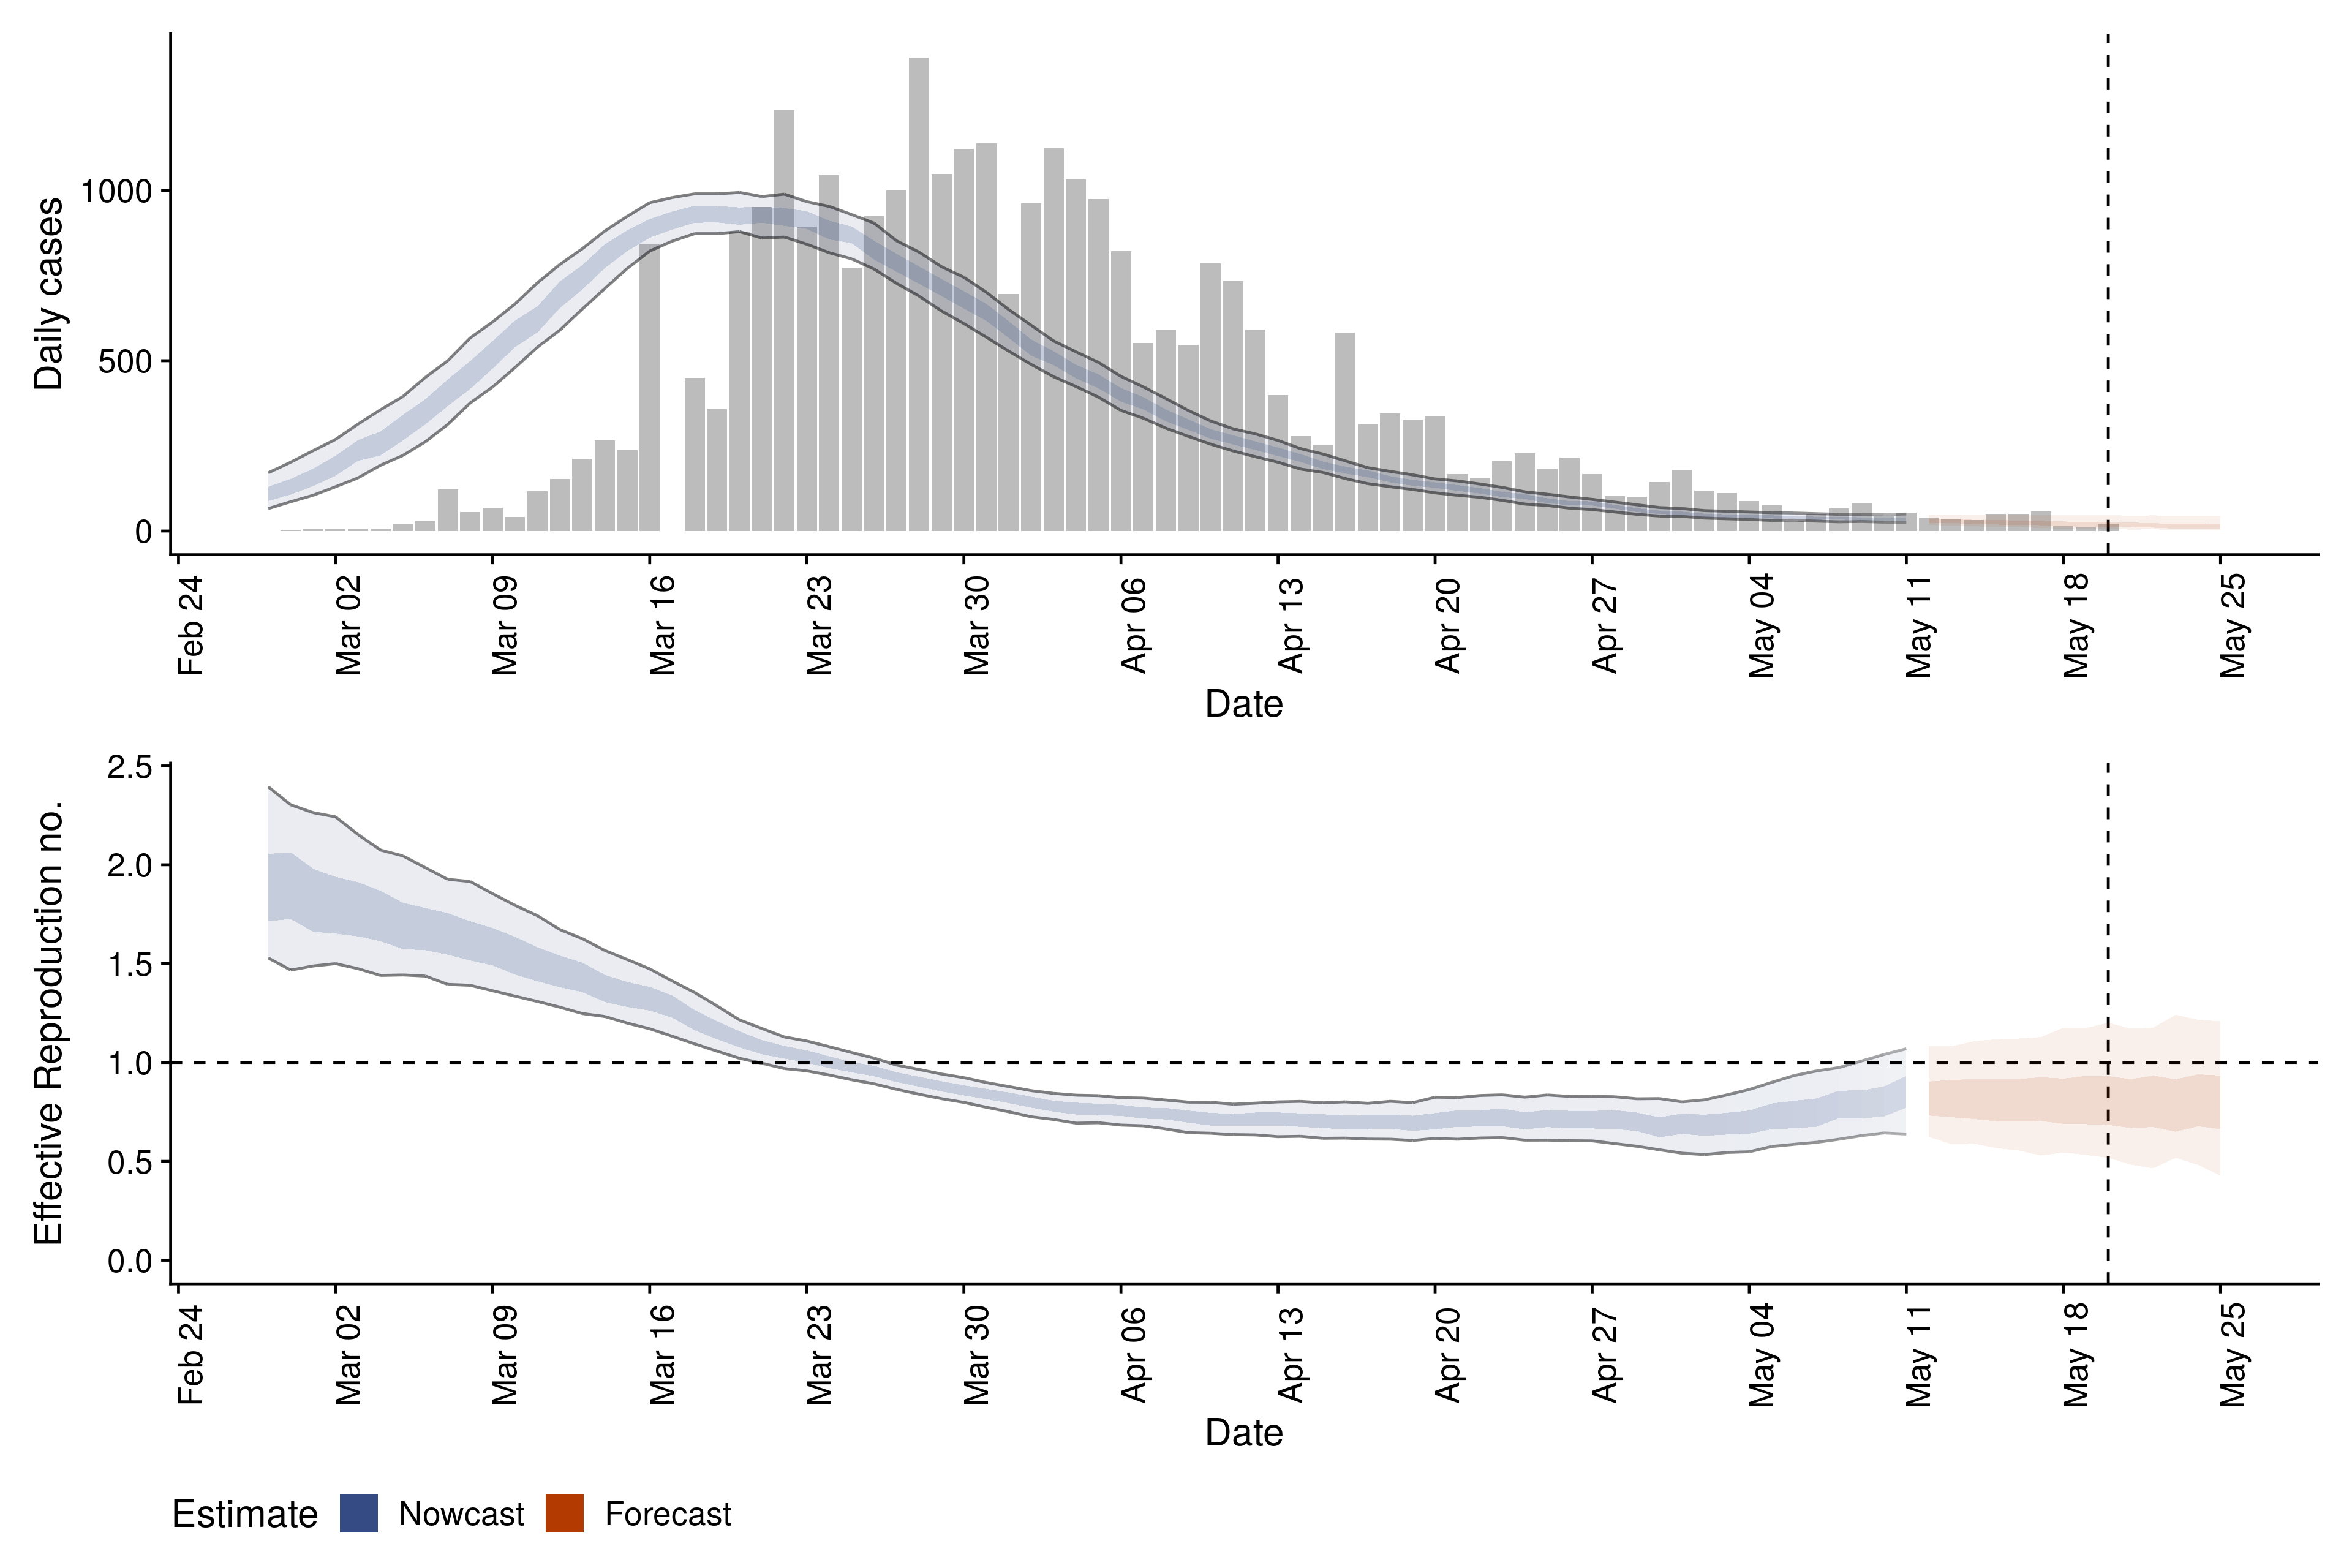 Daily cases
1000
500
0
Feb 24 Mar 02 Mar 09 Mar 16 Mar 23 Mar 30 Apr 06 Apr 13 Apr 20 Apr 27 May 04 May 11 May 18 May 25
Date
Effective Reproduction no.
2.5
2.0
1.5
1.0
0.5
0.0
Feb 24 Mar 02 Mar 09 Mar 16 Mar 23 Mar 30 Apr 06 Apr 13 Apr 20 Apr 27 May 04 May 11 May 18 May 25
Date
Estimate Nowcast Forecast